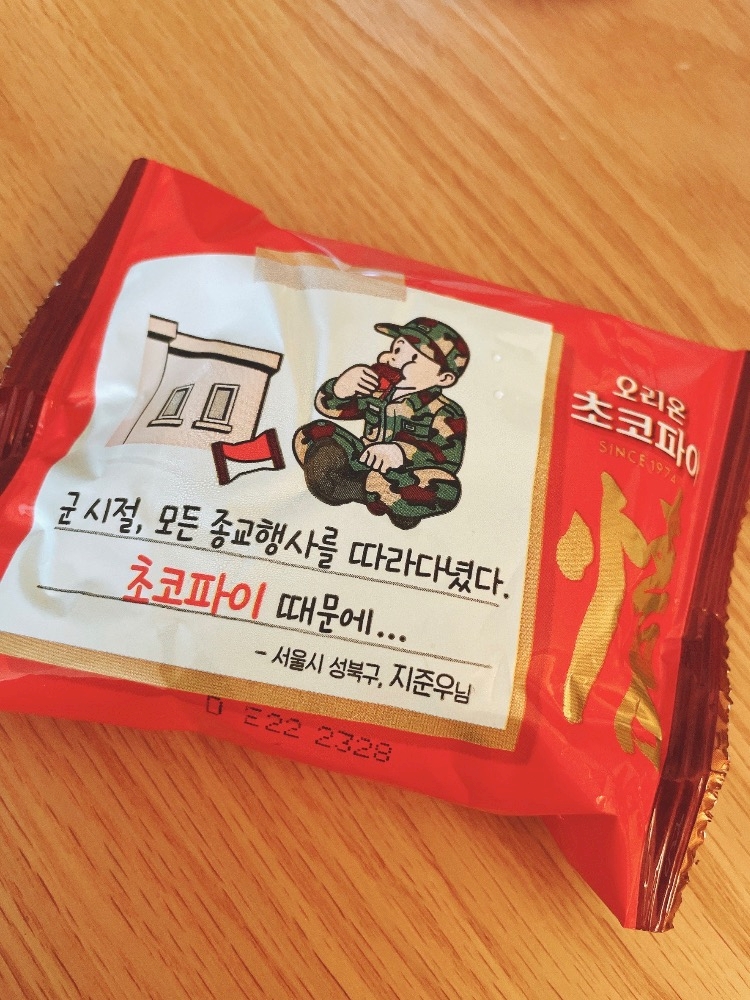 군 시절, 모든 종교행사를 따라다녔다.
초코파이 때문에...
- 서울시 성북구, 지준우님
오리온
초코파이
SINCE 1974
情
D E22 2328